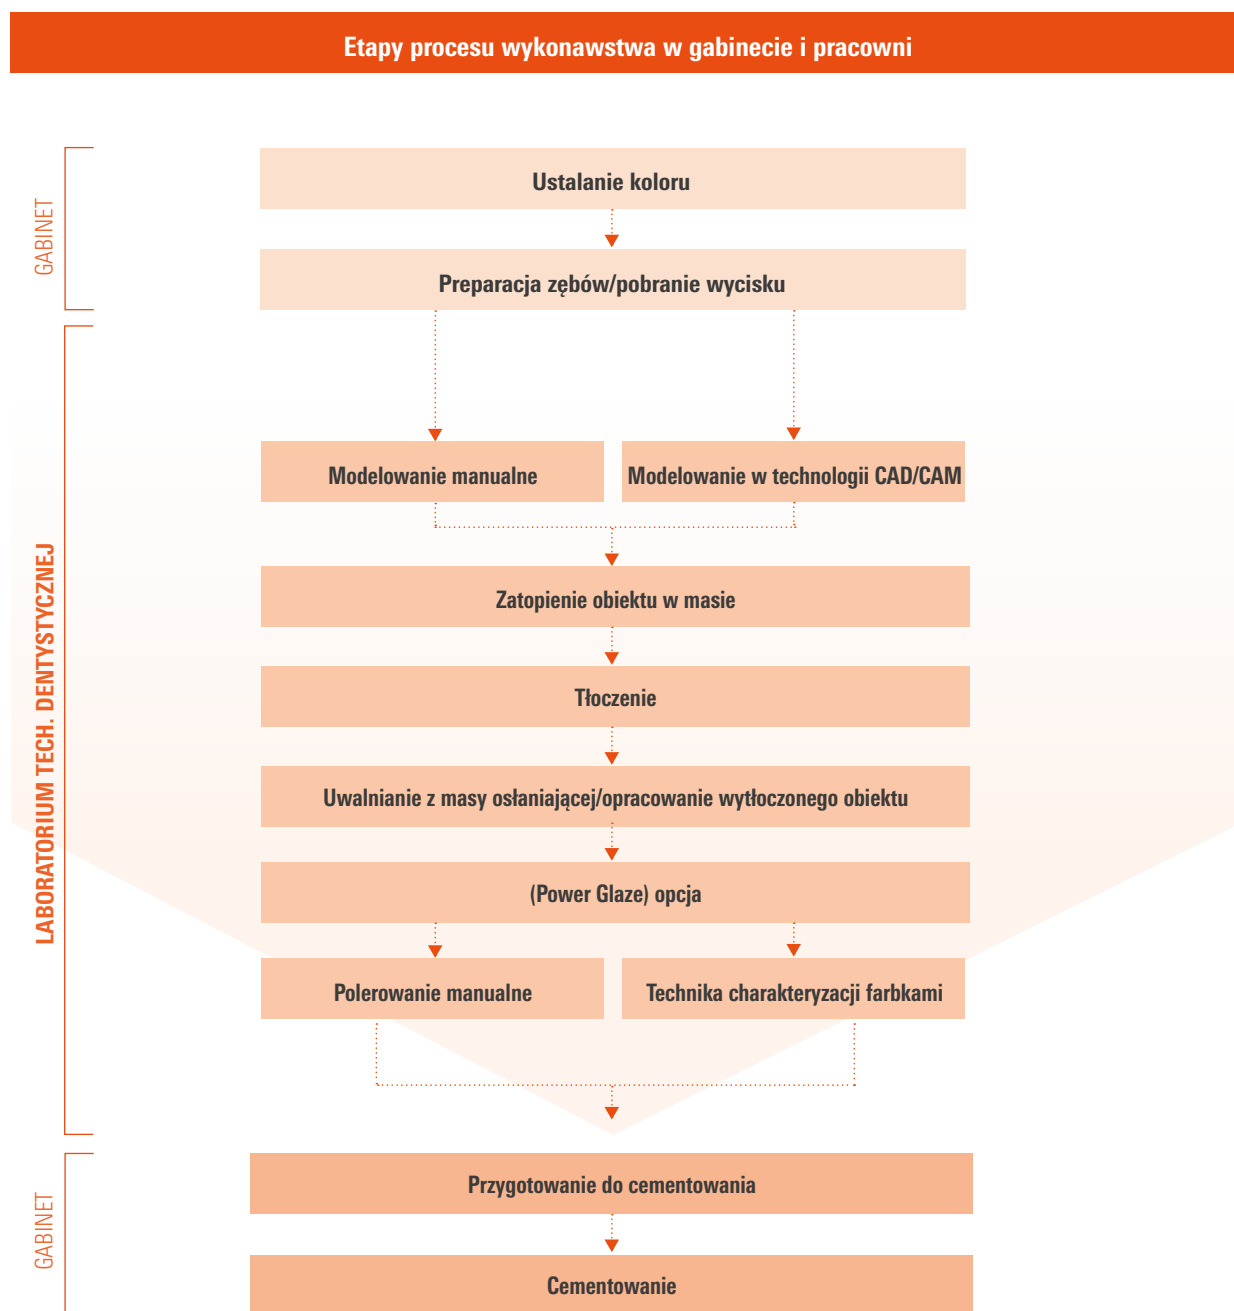 Etapy procesu wykonawstwa w gabinecie i pracowni
GABINET
Ustalanie koloru
Preparacja zębów/pobranie wycisku
LABORATORIUM TECH. DENTYSTYCZNEJ
Modelowanie manualne
Modelowanie w technologii CAD/CAM
Zatopienie obiektu w masie
Tłoczenie
Uwalnianie z masy osłaniającej/opracowanie wytłoczonego obiektu
(Power Glaze) opcja
Polerowanie manualne
Technika charakteryzacji farbkami
GABINET
Przygotowanie do cementowania
Cementowanie